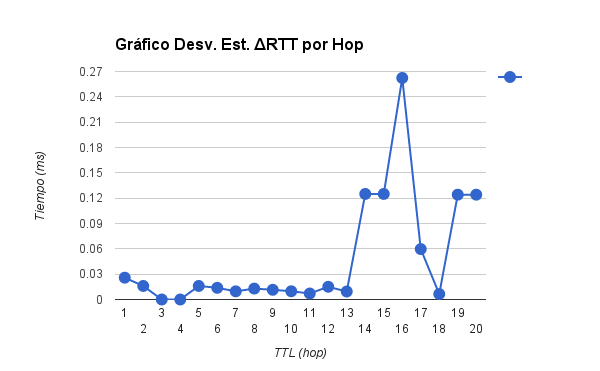 Gráfico Desv. Est. ΔRTT por Hop
0.27
0.24
0.21
0.18
0.15
0.12
0.09
0.06
0.03
0
Tiempo (ms)
1 3 5 7 9 11 13 15 17 19
2 4 6 8 10 12 14 16 18 20
TTL (hop)